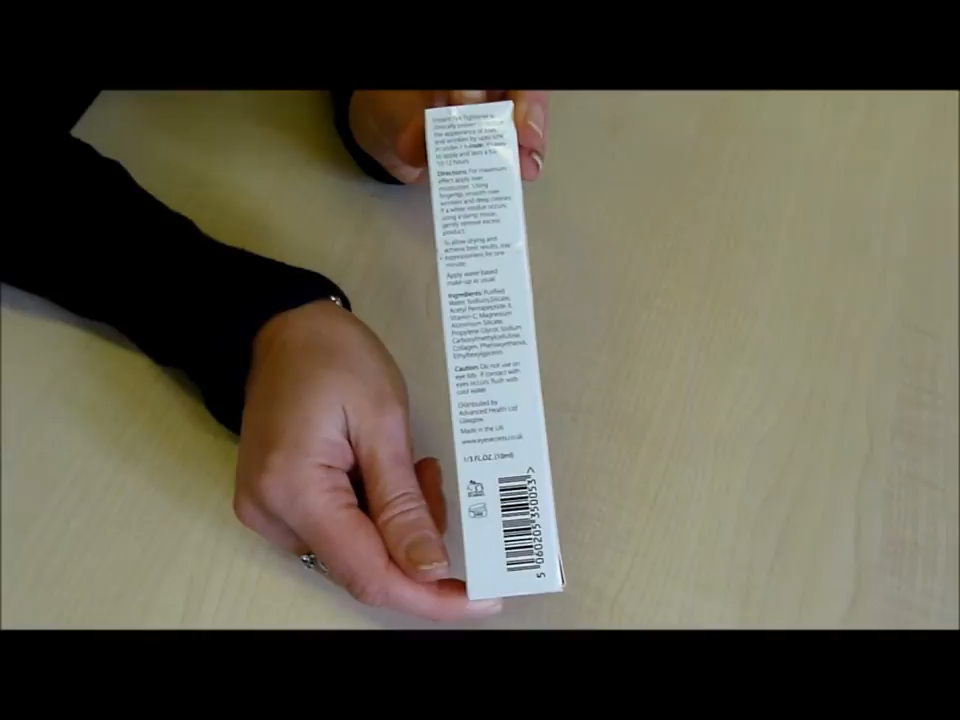 Instant Eye Tightener is
clinically proven to reduce
the appearance of lines
and wrinkles by upto
in under 1 minute.
to apply and lasts a full
10-12 hours.
Directions: For maximum
effect apply over
moisturiser. Using
fingertip, smooth over
wrinkles and deep creases.
If a white residue occurs,
using a damp tissue,
gently remove excess
product.
To allow drying and
achieve best results, stay
expressionless for one
minute.
Apply water based
make-up as usual.
Ingredients: Purified
Water, Sodium Silicate,
Acetyl Pentapeptide-3,
Vitamin C, Magnesium
Aluminium Silicate,
Propylene Glycol, Sodium
Carboxymethylcellulose,
Collagen, Phenoxyethanol,
Ethylhexylglycerin.
Caution: Do not use on
eye lids. If contact with
eyes occurs, flush with
cool water.
Distributed by
Advanced Health Ltd
Glasgow
Made in the UK
www.eyesecrets.co.uk
1/3 FL.OZ. (10ml)
5 060205 350053 >